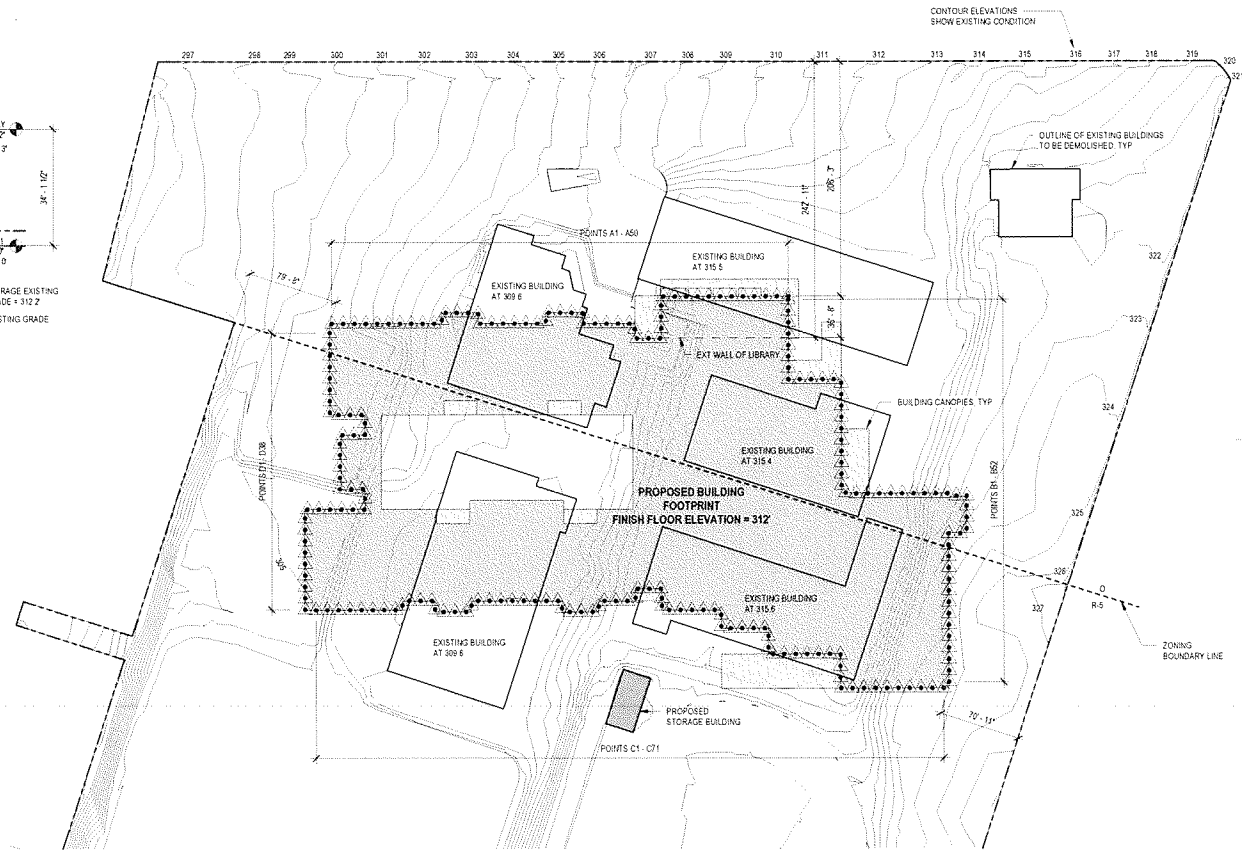 CONTOUR ELEVATIONS
SHOW EXISTING CONDITION
297 298 299 300 301 302 303 304 305 306 307 308 309 310 311 312 313 314 315 316 317 318 319 320
321
Y
2"
3"
34' - 1 1/2"
0
RAGE EXISTING
DE = 312.2'
STING GRADE
OUTLINE OF EXISTING BUILDINGS
TO BE DEMOLISHED, TYP
242' - 11"
206' - 3"
POINTS A1 - A50
EXISTING BUILDING
AT 315.5
322
79' - 9"
EXISTING BUILDING
AT 309.6
36' - 8"
323
EXT WALL OF LIBRARY
BUILDING CANOPIES, TYP
324
EXISTING BUILDING
AT 315.4
POINTS D1 - D38
POINTS B1 - B52
PROPOSED BUILDING
FOOTPRINT
FINISH FLOOR ELEVATION = 312'
325
326
O
R-5
327
EXISTING BUILDING
AT 315.6
EXISTING BUILDING
AT 309.6
ZONING
BOUNDARY LINE
PROPOSED
STORAGE BUILDING
70' - 11"
POINTS C1 - C71